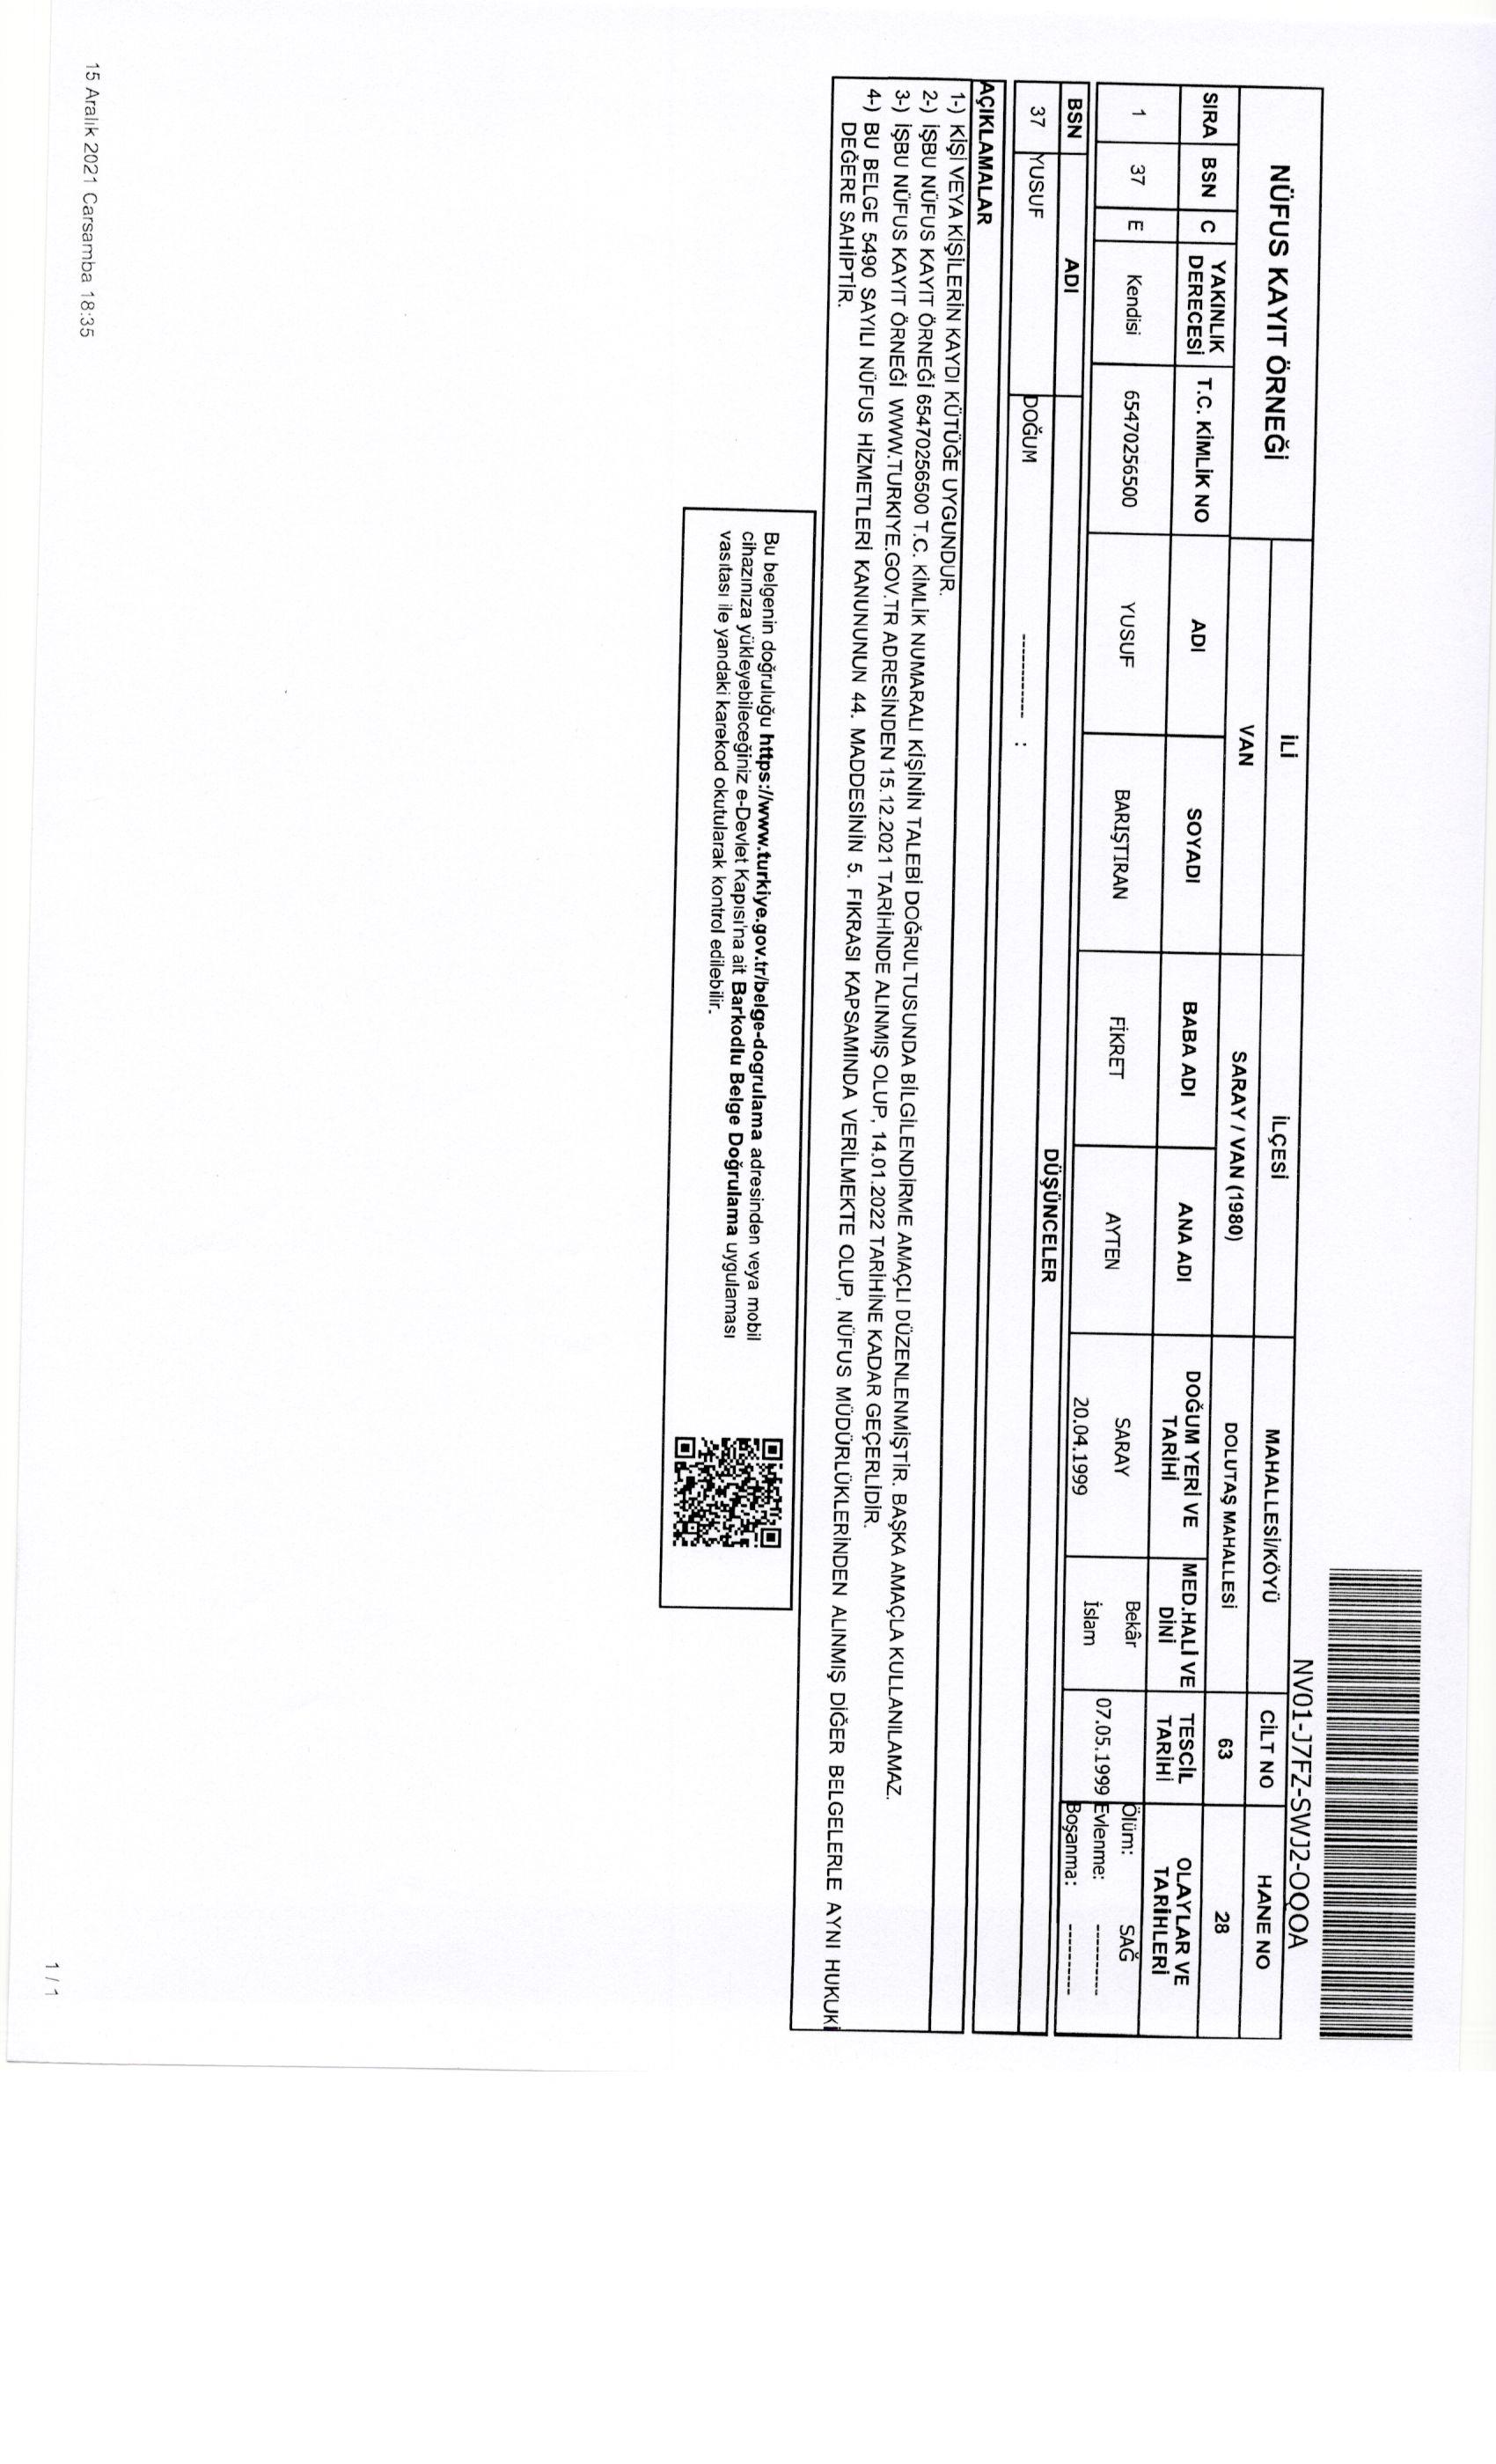 NV01-J7FZ-SWJ2-OQOA
NÜFUS KAYIT ÖRNEĞİ
İLİ İLÇESİ MAHALLESİ/KÖYÜ CİLT NO HANE NO
VAN SARAY / VAN (1980) DOLUTAŞ MAHALLESİ 63 28
SIRA BSN C YAKINLIK DERECESİ T.C. KİMLİK NO ADI SOYADI BABA ADI ANA ADI DOĞUM YERİ VE TARİHİ MED.HALİ VE DİNİ TESCİL TARİHİ OLAYLAR VE TARİHLERİ
1 37 E Kendisi 65470256500 YUSUF BARIŞTIRAN FİKRET AYTEN SARAY Bekâr Ölüm: SAĞ
07.05.1999 Evlenme: ----------
20.04.1999 İslam Boşanma: ----------
BSN ADI DÜŞÜNCELER
37 YUSUF DOĞUM ----------- :
AÇIKLAMALAR
1-) KİŞİ VEYA KİŞİLERİN KAYDI KÜTÜĞE UYGUNDUR.
2-) İŞBU NÜFUS KAYIT ÖRNEĞİ 65470256500 T.C. KİMLİK NUMARALI KİŞİNİN TALEBİ DOĞRULTUSUNDA BİLGİLENDİRME AMAÇLI DÜZENLENMİŞTİR. BAŞKA AMAÇLA KULLANILAMAZ.
3-) İŞBU NÜFUS KAYIT ÖRNEĞİ WWW.TURKIYE.GOV.TR ADRESİNDEN 15.12.2021 TARİHİNDE ALINMIŞ OLUP, 14.01.2022 TARİHİNE KADAR GEÇERLİDİR.
4-) BU BELGE 5490 SAYILI NÜFUS HİZMETLERİ KANUNUNUN 44. MADDESİNİN 5. FIKRASI KAPSAMINDA VERİLMEKTE OLUP, NÜFUS MÜDÜRLÜKLERİNDEN ALINMIŞ DİĞER BELGELERLE AYNI HUKUKİ
DEĞERE SAHİPTİR.
Bu belgenin doğruluğu https://www.turkiye.gov.tr/belge-dogrulama adresinden veya mobil
cihazınıza yükleyebileceğiniz e-Devlet Kapısı'na ait Barkodlu Belge Doğrulama uygulaması
vasıtası ile yandaki karekod okutularak kontrol edilebilir.
15 Aralık 2021 Carsamba 18:35
1 / 1